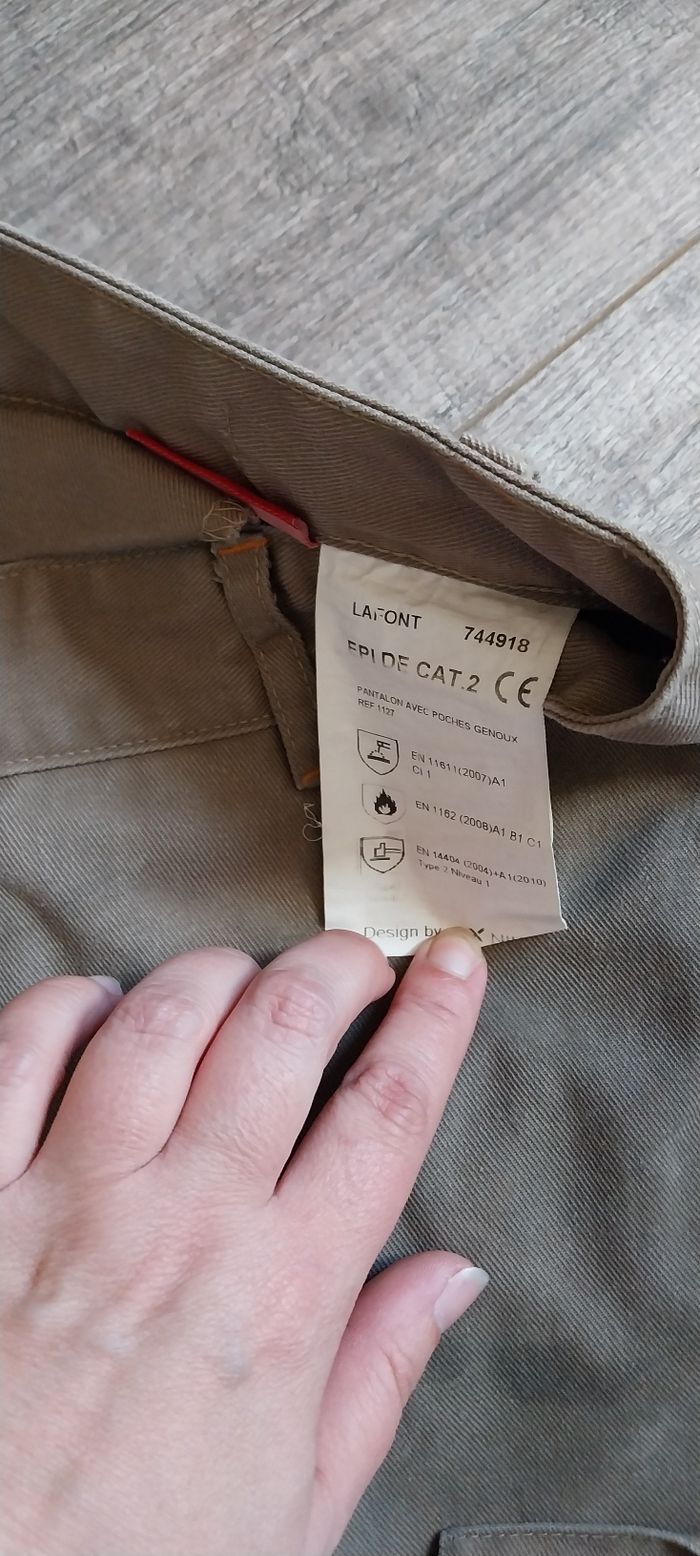 LAFONT 744918
EPI DE CAT.2 CE
PANTALON AVEC POCHES GENOUX
REF 1127
EN 11611(2007)A1
Cl 1
EN 1162 (2008)A1 B1 C1
EN 14404 (2004)+A1(2010)
Type 2 Niveau 1
Design by